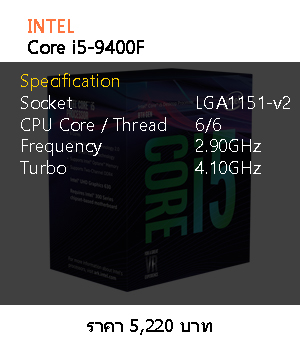 INTEL
Core i5-9400F
Specification
Socket LGA1151-v2
CPU Core / Thread 6/6
Frequency 2.90GHz
Turbo 4.10GHz
CORE i5
ราคา 5,220 บาท